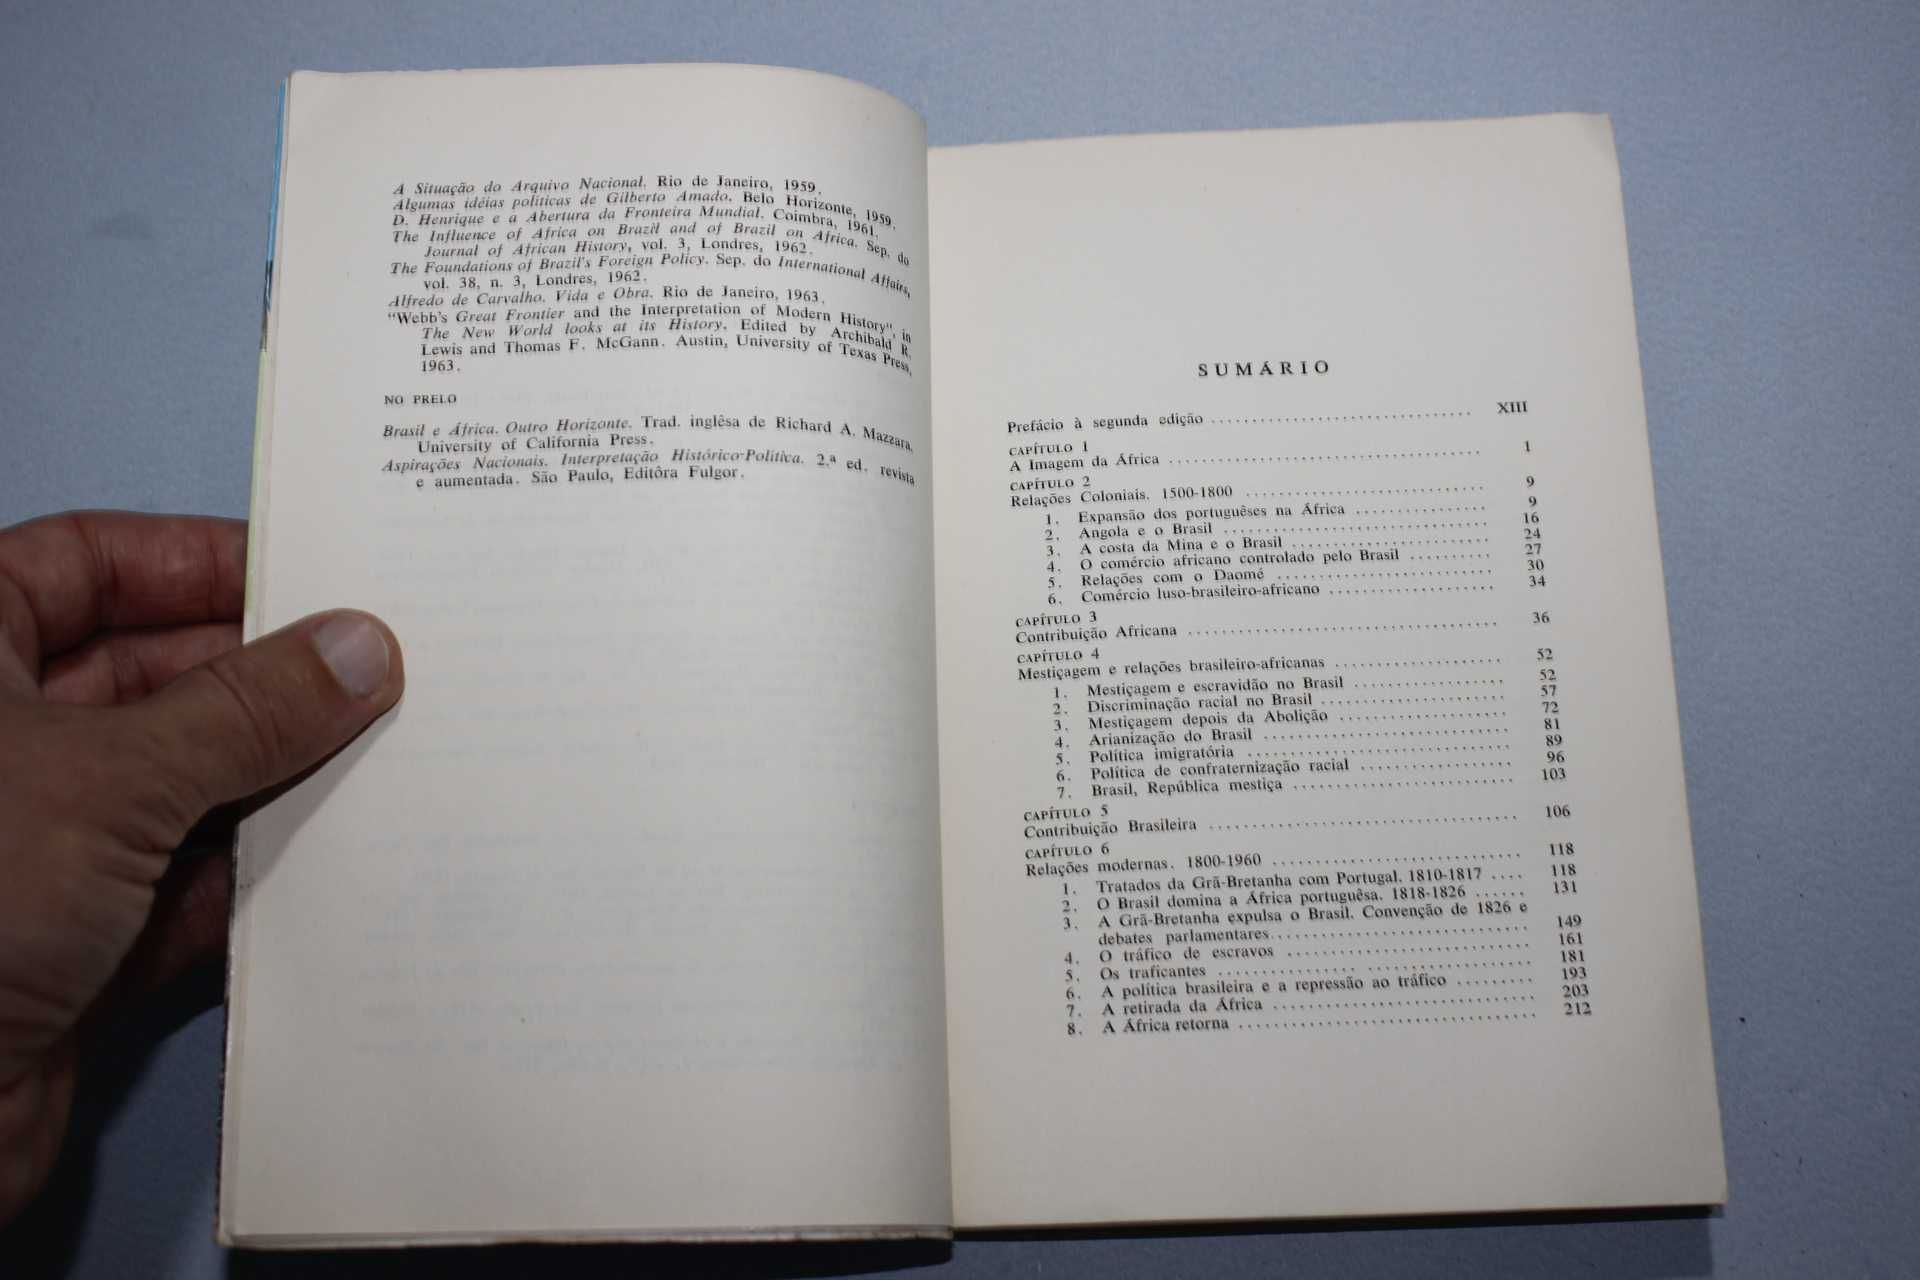 A Situação do Arquivo Nacional. Rio de Janeiro, 1959.
Algumas idéias políticas de Gilberto Amado. Belo Horizonte, 1959.
D. Henrique e a Abertura da Fronteira Mundial. Coimbra, 1961.
The Influence of Africa on Brazil and of Brazil on Africa. Sep. do
Journal of African History, vol. 3, Londres, 1962.
The Foundations of Brazil's Foreign Policy. Sep. do International Affairs,
vol. 38, n. 3, Londres, 1962.
Alfredo de Carvalho. Vida e Obra. Rio de Janeiro, 1963.
"Webb's Great Frontier and the Interpretation of Modern History", in
The New World looks at its History. Edited by Archibald R.
Lewis and Thomas F. McGann. Austin, University of Texas Press,
1963.
NO PRELO
Brasil e África. Outro Horizonte. Trad. inglêsa de Richard A. Mazzara.
University of California Press.
Aspirações Nacionais. Interpretação Histórico-Política. 2.ª ed. revista
e aumentada. São Paulo, Editôra Fulgor.
SUMÁRIO
Prefácio à segunda edição ............................... XIII
CAPÍTULO 1
A Imagem da África ..................................... 1
CAPÍTULO 2
Relações Coloniais. 1500-1800 ............................ 9
1. Expansão dos portuguêses na África ................ 9
2. Angola e o Brasil ................................ 16
3. A costa da Mina e o Brasil ........................ 24
4. O comércio africano controlado pelo Brasil .......... 27
5. Relações com o Daomé .......................... 30
6. Comércio luso-brasileiro-africano .................... 34
CAPÍTULO 3
Contribuição Africana ..................................... 36
CAPÍTULO 4
Mestiçagem e relações brasileiro-africanas .................... 52
1. Mestiçagem e escravidão no Brasil .................. 52
2. Discriminação racial no Brasil ...................... 57
3. Mestiçagem depois da Abolição .................... 72
4. Arianização do Brasil ............................. 81
5. Política imigratória ............................... 89
6. Política de confraternização racial .................. 96
7. Brasil, República mestiça .......................... 103
CAPÍTULO 5
Contribuição Brasileira .................................... 106
CAPÍTULO 6
Relações modernas. 1800-1960 ............................. 118
1. Tratados da Grã-Bretanha com Portugal. 1810-1817 .... 118
2. O Brasil domina a África portuguêsa. 1818-1826 ...... 131
3. A Grã-Bretanha expulsa o Brasil. Convenção de 1826 e
debates parlamentares.............................. 149
4. O tráfico de escravos ............................. 161
5. Os traficantes .................................... 181
6. A política brasileira e a repressão ao tráfico ......... 193
7. A retirada da África ............................... 203
8. A África retorna ................................... 212